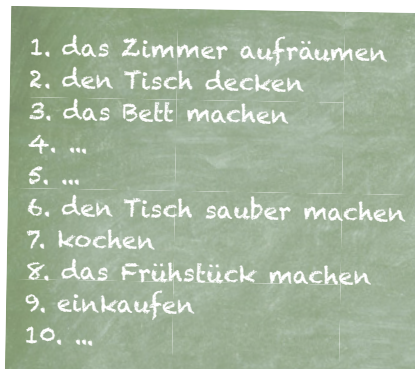 1. das Zimmer aufräumen
2. den Tisch decken
3. das Bett machen
4. ...
5. ...
6. den Tisch sauber machen
7. kochen
8. das Frühstück machen
9. einkaufen
10. ...